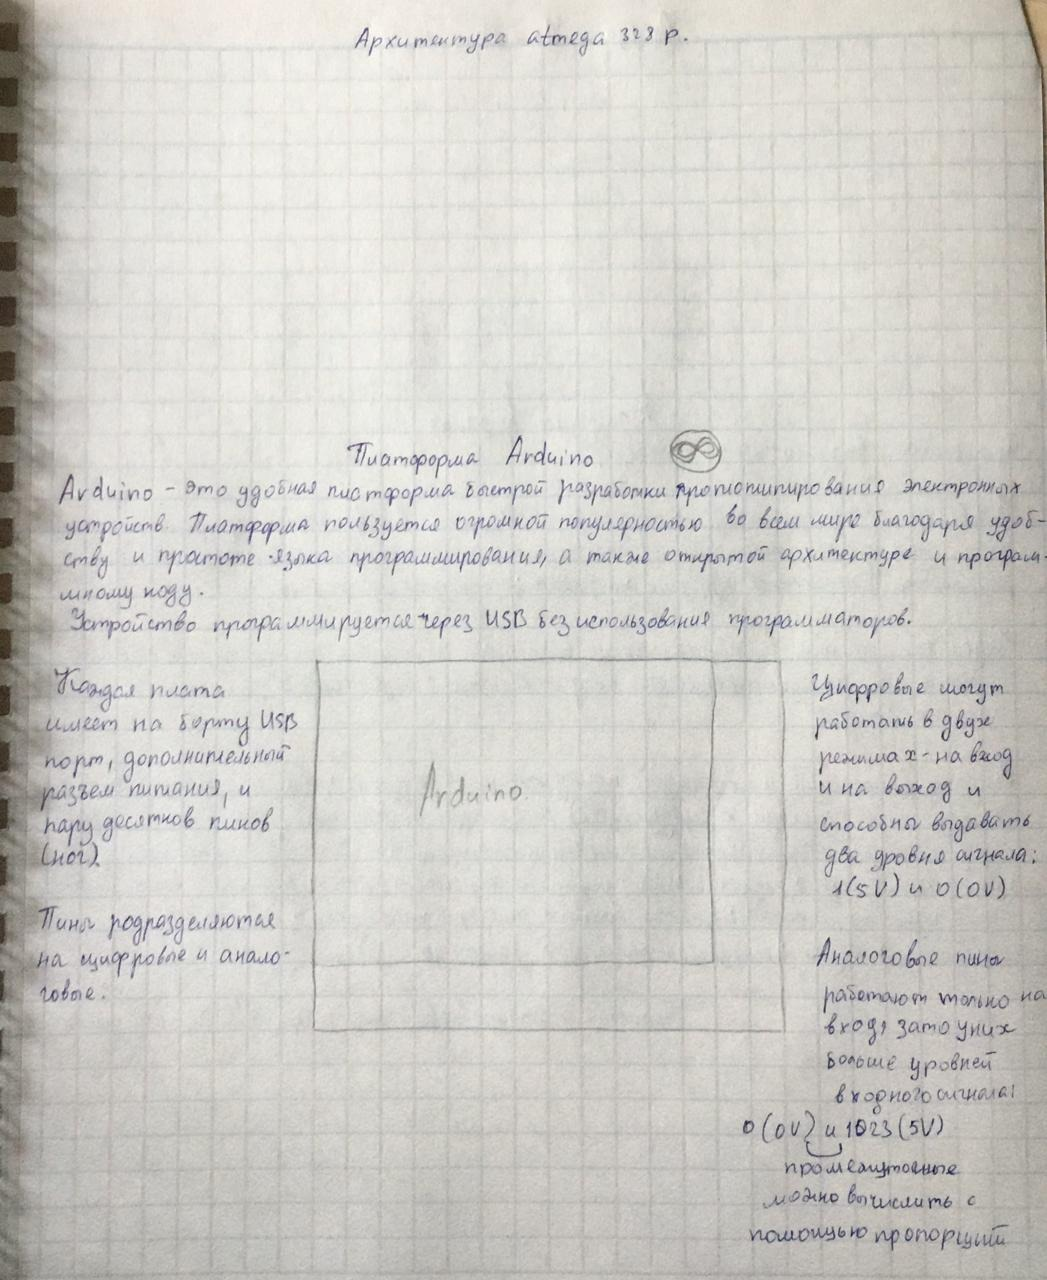 Архитектура atmega 323 p.
Платформа Arduino
Arduino - это удобная платформа быстрой разработки прототипирования электронных
устройств. Платформа пользуется огромной популярностью во всем мире благодаря удоб-
ству и простоте языка программирования, а также открытой архитектуре и програм-
мному коду.
Устройство программируется через USB без использования программаторов.
Каждая плата
имеет на борту USB
порт, дополнительный
разъем питания, и
пару десятков пинов
(ног).
Пины подразделяются
на цифровые и анало-
говые.
Arduino
Цифровые могут
работать в двух
режимах - на вход
и на выход и
способны выдавать
два уровня сигнала:
1(5V) и 0(0V)
Аналоговые пины
работают только на
вход, зато у них
больше уровней
входного сигнала:
0(0V) и 1023(5V)
промежуточные
можно вычислить с
помощью пропорций